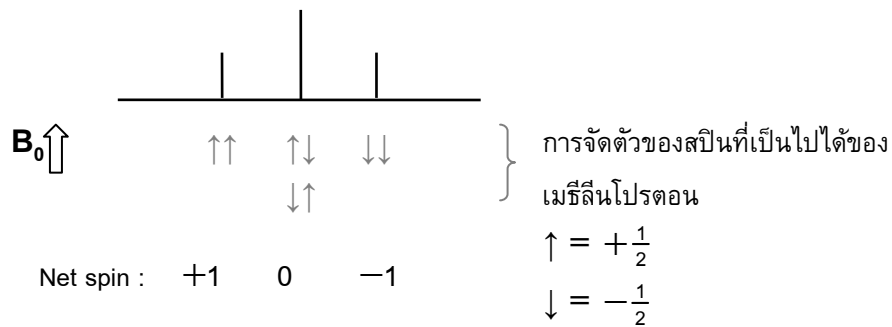 B₀ ↑↑ ↑↓ ↓↓ การจัดตัวของสปินที่เป็นไปได้ของ
↓↑ เมธีลีนโปรตอน
↑ = +1/2
Net spin : +1 0 −1
↓ = −1/2